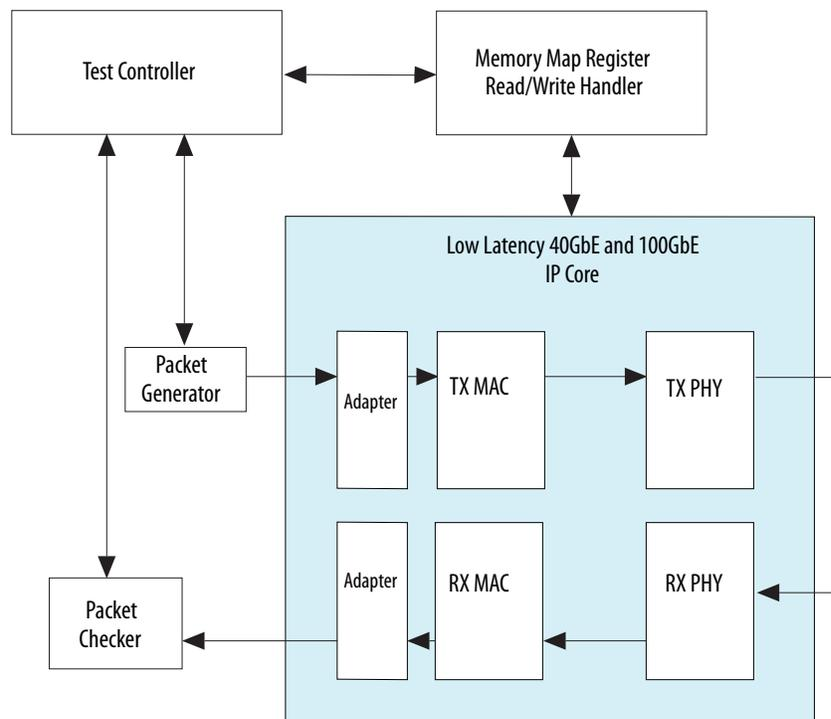 Test Controller
Memory Map Register
Read/Write Handler
Low Latency 40GbE and 100GbE
IP Core
Packet
Generator
Adapter
TX MAC
TX PHY
Adapter
RX MAC
RX PHY
Packet
Checker